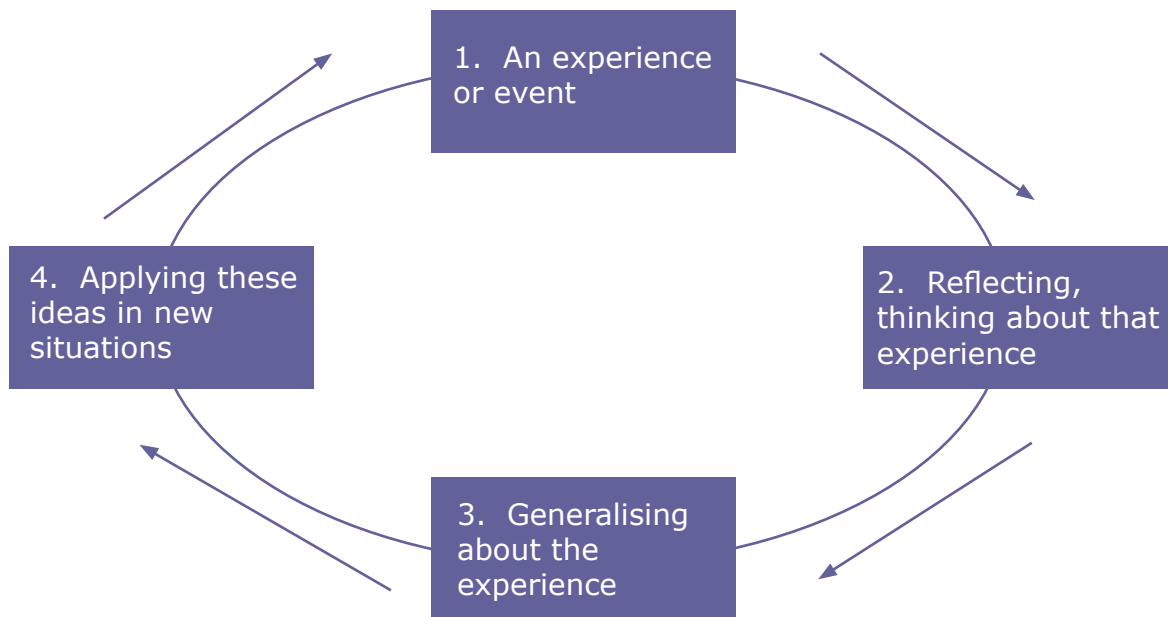 1.  An experience
or event
2.  Reflecting,
thinking about that
experience
3.  Generalising
about the
experience
4.  Applying these
ideas in new
situations